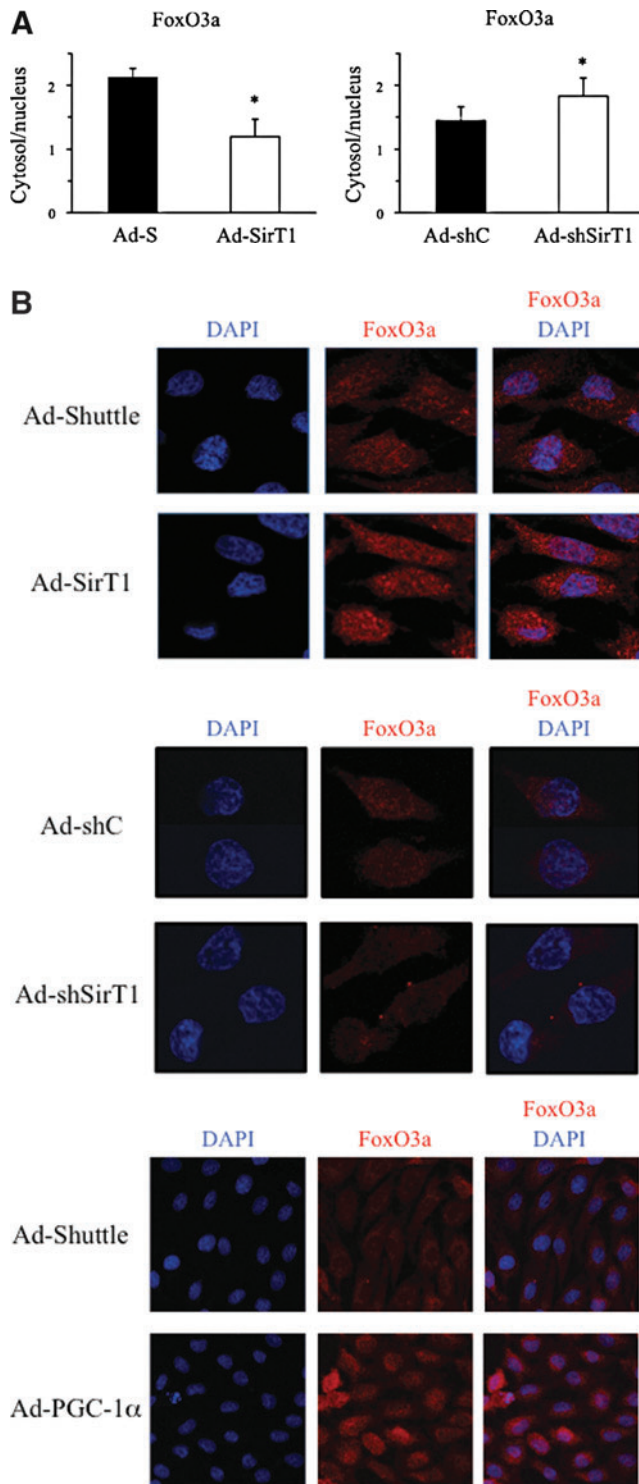 A
FoxO3a
FoxO3a
Cytosol/nucleus
2
1
0
*
Ad-S
Ad-SirT1
Cytosol/nucleus
2
1
0
*
Ad-shC
Ad-shSirT1
B
DAPI
FoxO3a
FoxO3a
DAPI
Ad-Shuttle
Ad-SirT1
DAPI
FoxO3a
FoxO3a
DAPI
Ad-shC
Ad-shSirT1
DAPI
FoxO3a
FoxO3a
DAPI
Ad-Shuttle
Ad-PGC-1α